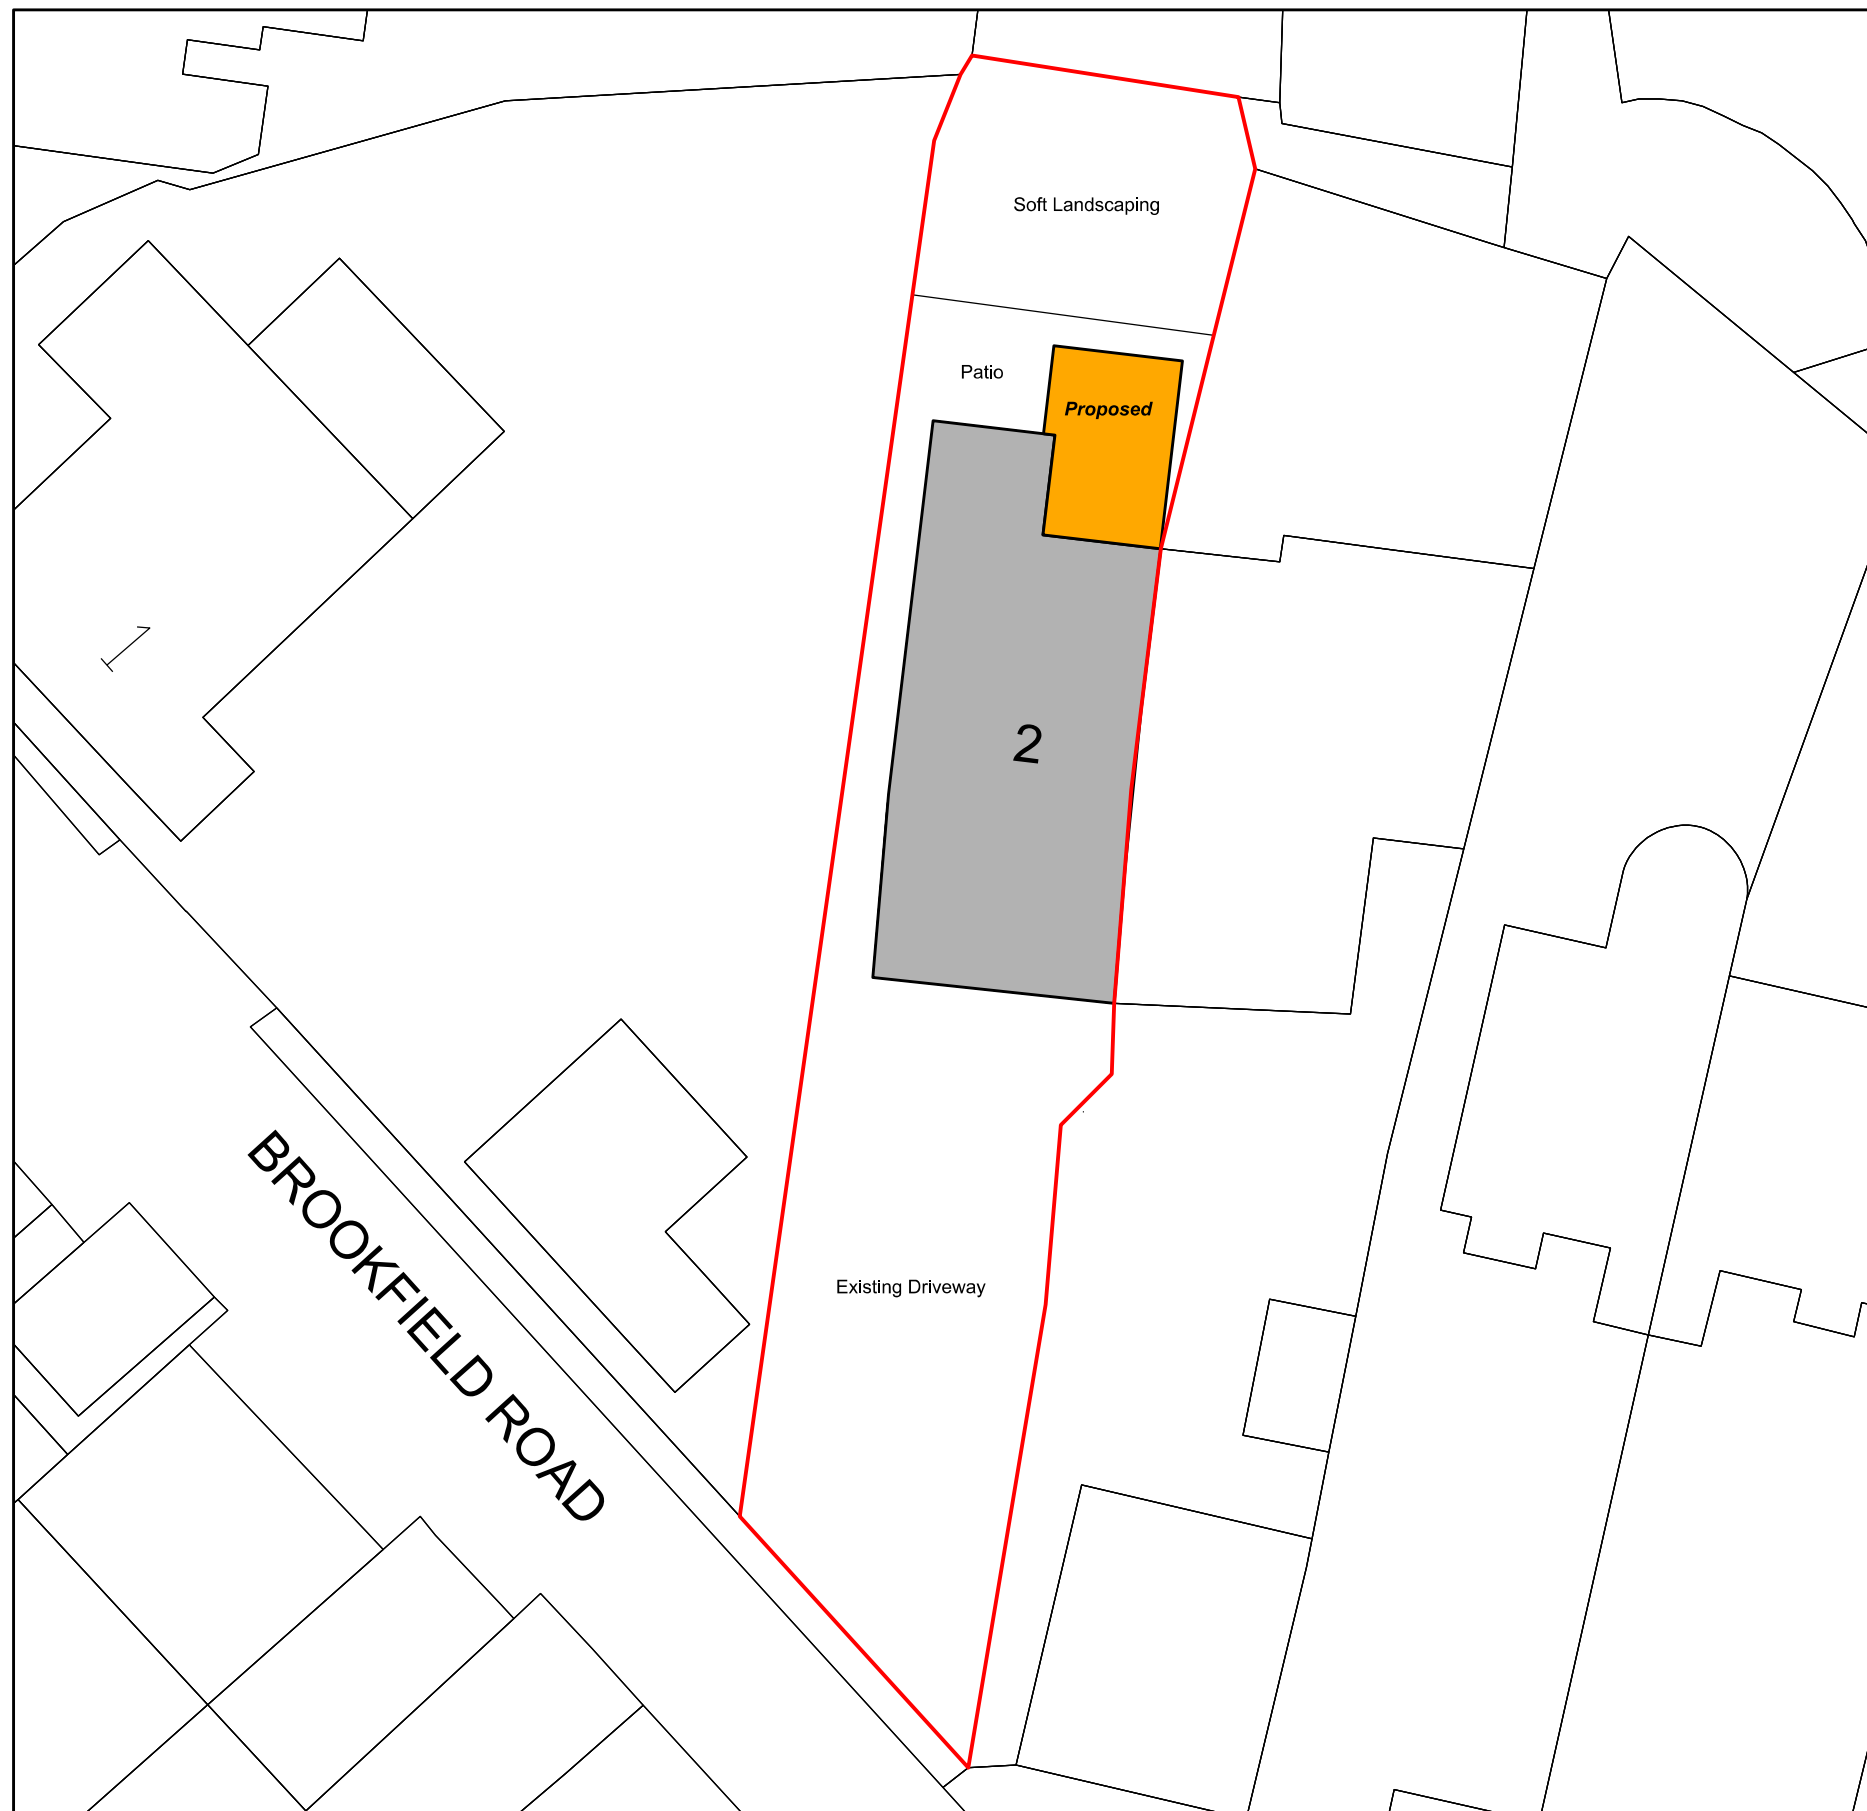 Soft Landscaping
Patio
Proposed
1
2
BROOKFIELD ROAD
Existing Driveway